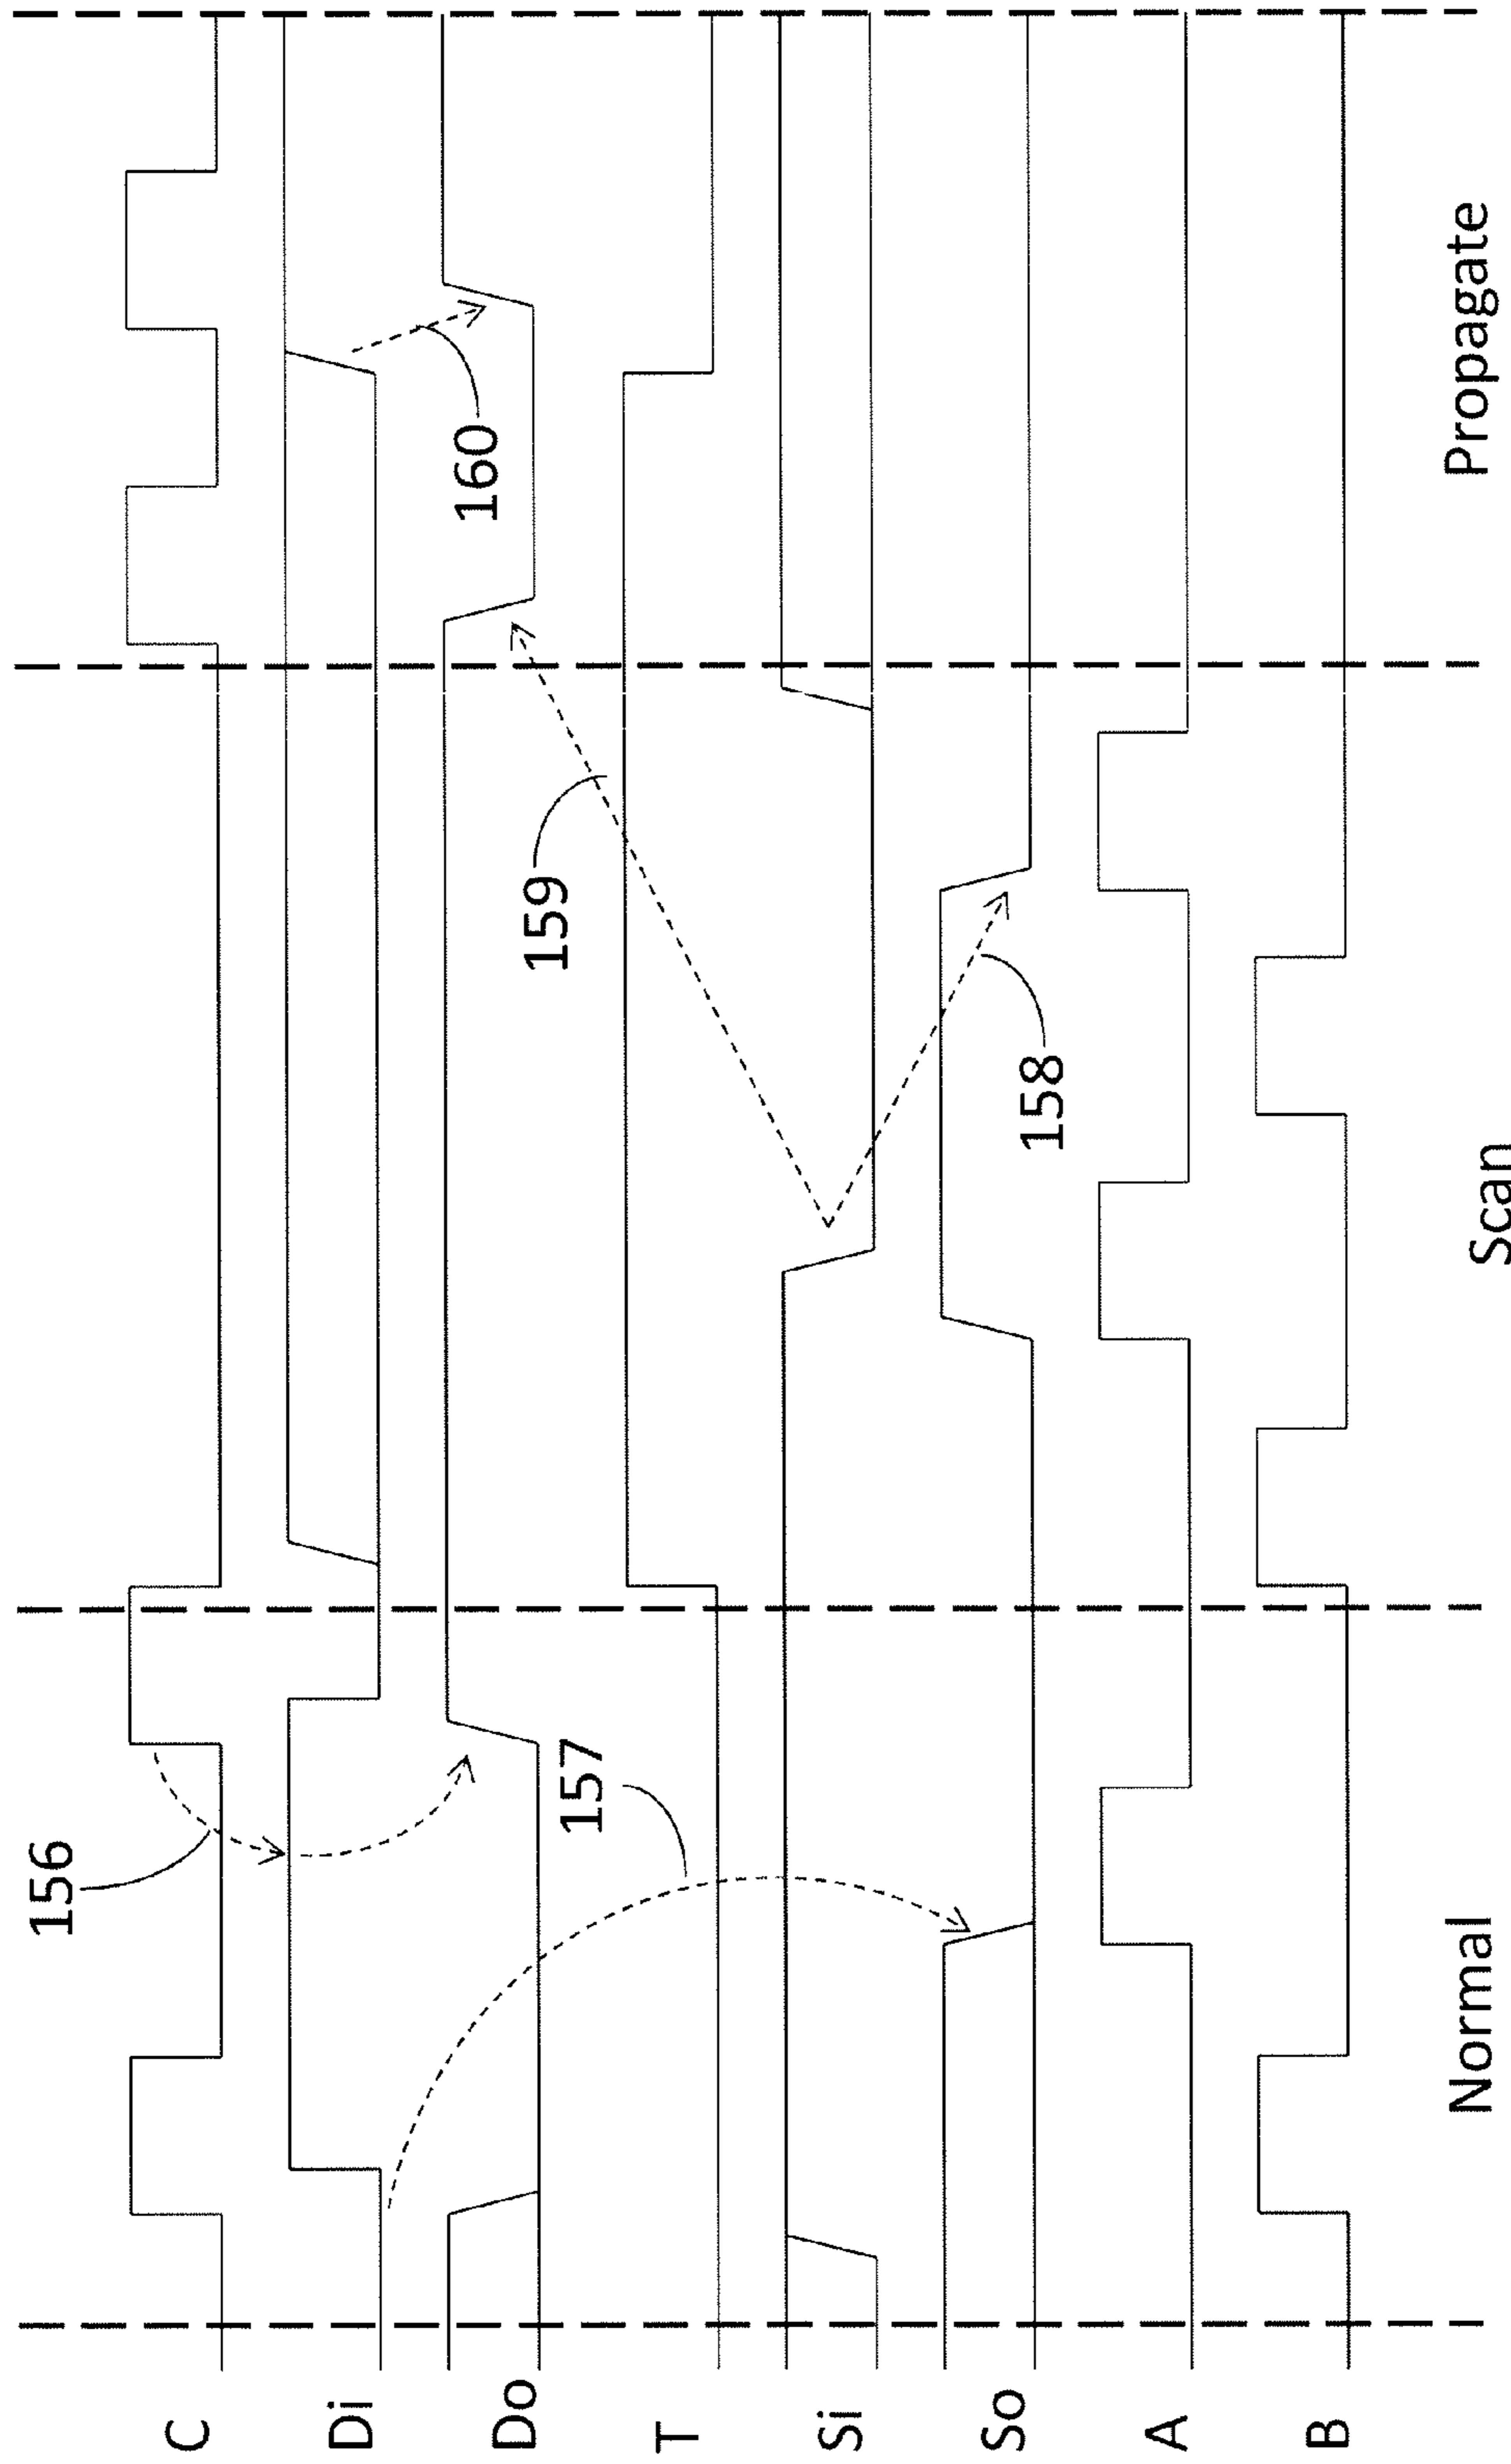 C
Di
Do
T
Si
So
A
B
156
157
158
159
160
Normal
Scan
Propagate